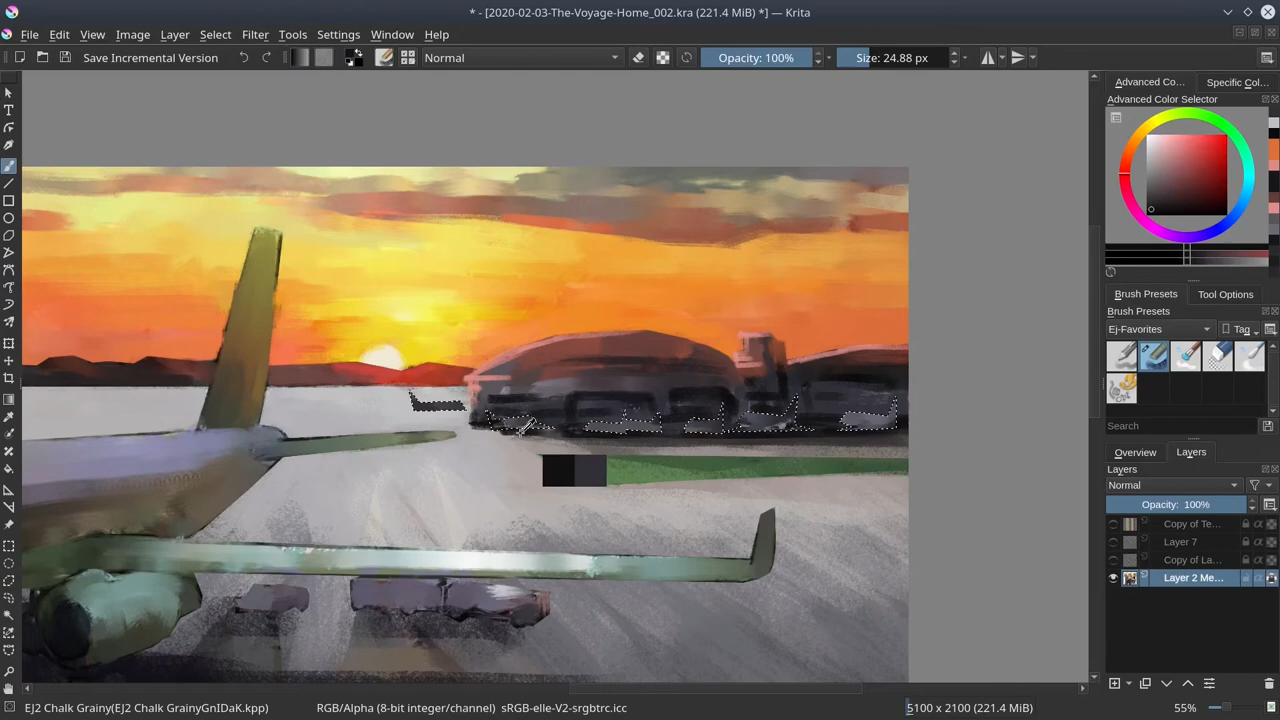 * - [2020-02-03-The-Voyage-Home_002.kra (221.4 MiB) *] — Krita
File Edit View Image Layer Select Filter Tools Settings Window Help
Save Incremental Version Normal Opacity: 100% Size: 24.88 px
Advanced Co... Specific Col...
Advanced Color Selector
Brush Presets Tool Options
Brush Presets
Ej-Favorites Tag
Search
Overview Layers
Layers
Normal
Opacity: 100%
Copy of Te...
Layer 7
Copy of La...
Layer 2 Me...
EJ2 Chalk Grainy(EJ2 Chalk GrainyGnIDaK.kpp) RGB/Alpha (8-bit integer/channel) sRGB-elle-V2-srgbtrc.icc 5100 x 2100 (221.4 MiB) 55%